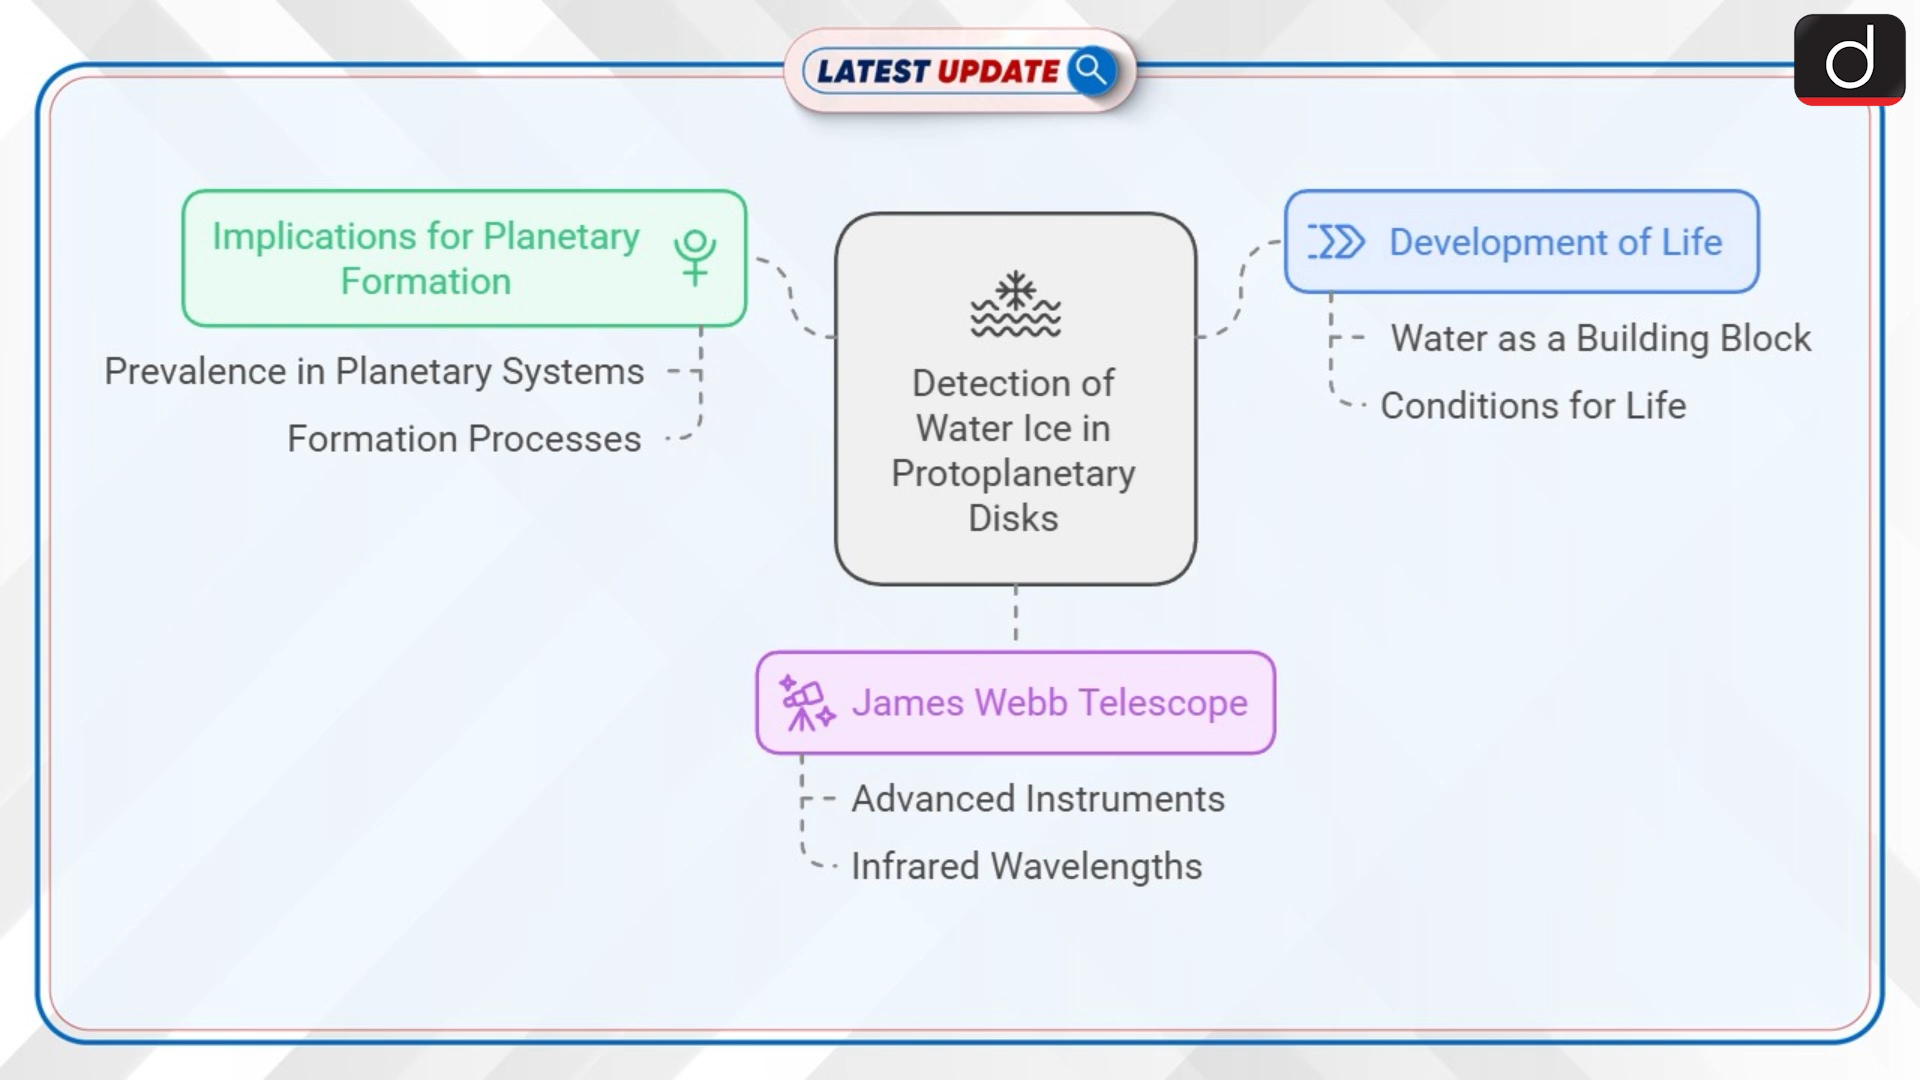 LATEST UPDATE
d
Implications for Planetary
Formation
Prevalence in Planetary Systems
Formation Processes
Detection of
Water Ice in
Protoplanetary
Disks
Development of Life
Water as a Building Block
Conditions for Life
James Webb Telescope
Advanced Instruments
Infrared Wavelengths